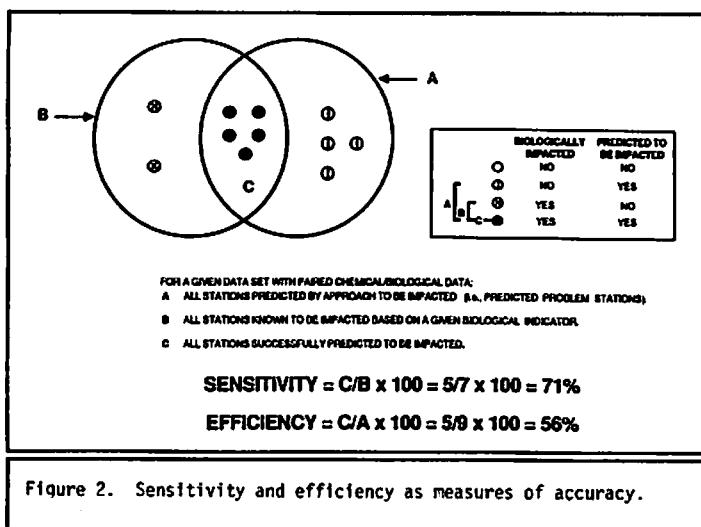 A
B
C
BIOLOGICALLY IMPACTED PREDICTED TO BE IMPACTED
NO NO
NO YES
YES NO
YES YES
A
B
C
FOR A GIVEN DATA SET WITH PAIRED CHEMICAL/BIOLOGICAL DATA:
A ALL STATIONS PREDICTED BY APPROACH TO BE IMPACTED (i.e., PREDICTED PROBLEM STATIONS).
B ALL STATIONS KNOWN TO BE IMPACTED BASED ON A GIVEN BIOLOGICAL INDICATOR.
C ALL STATIONS SUCCESSFULLY PREDICTED TO BE IMPACTED.
SENSITIVITY = C/B x 100 = 5/7 x 100 = 71%
EFFICIENCY = C/A x 100 = 5/9 x 100 = 56%
Figure 2. Sensitivity and efficiency as measures of accuracy.